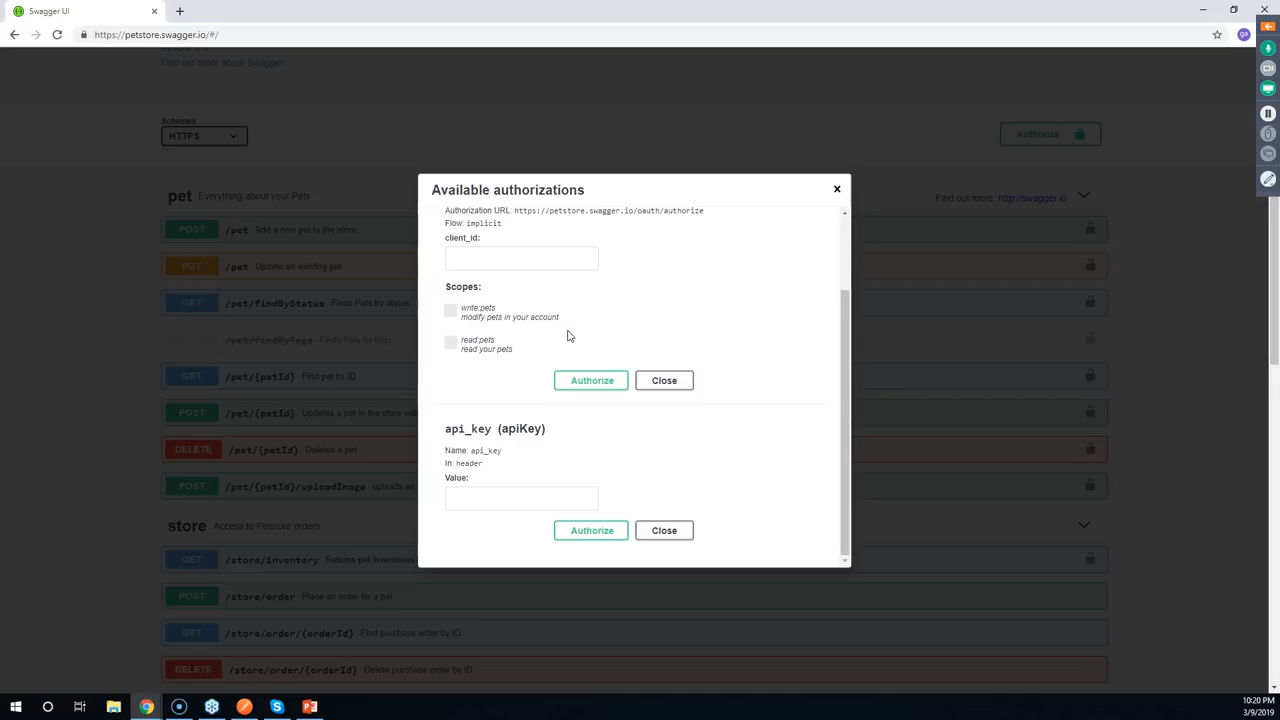 Swagger UI
https://petstore.swagger.io/#/
ga
Find out more about Swagger
Schemes
HTTPS
Authorize
pet Everything about your Pets
Find out more: http://swagger.io
POST /pet Add a new pet to the store
PUT /pet Update an existing pet
GET /pet/findByStatus Finds Pets by status
/pet/findByTags Finds Pets by tags
GET /pet/{petId} Find pet by ID
POST /pet/{petId} Updates a pet in the store with
DELETE /pet/{petId} Deletes a pet
POST /pet/{petId}/uploadImage uploads an
store Access to Petstore orders
GET /store/inventory Returns pet inventories
POST /store/order Place an order for a pet
GET /store/order/{orderId} Find purchase order by ID
DELETE /store/order/{orderId} Delete purchase order by ID
Available authorizations
Authorization URL: https://petstore.swagger.io/oauth/authorize
Flow: implicit
client_id:
Scopes:
write:pets
modify pets in your account
read:pets
read your pets
Authorize Close
api_key (apiKey)
Name: api_key
In: header
Value:
Authorize Close
10:20 PM
3/9/2019